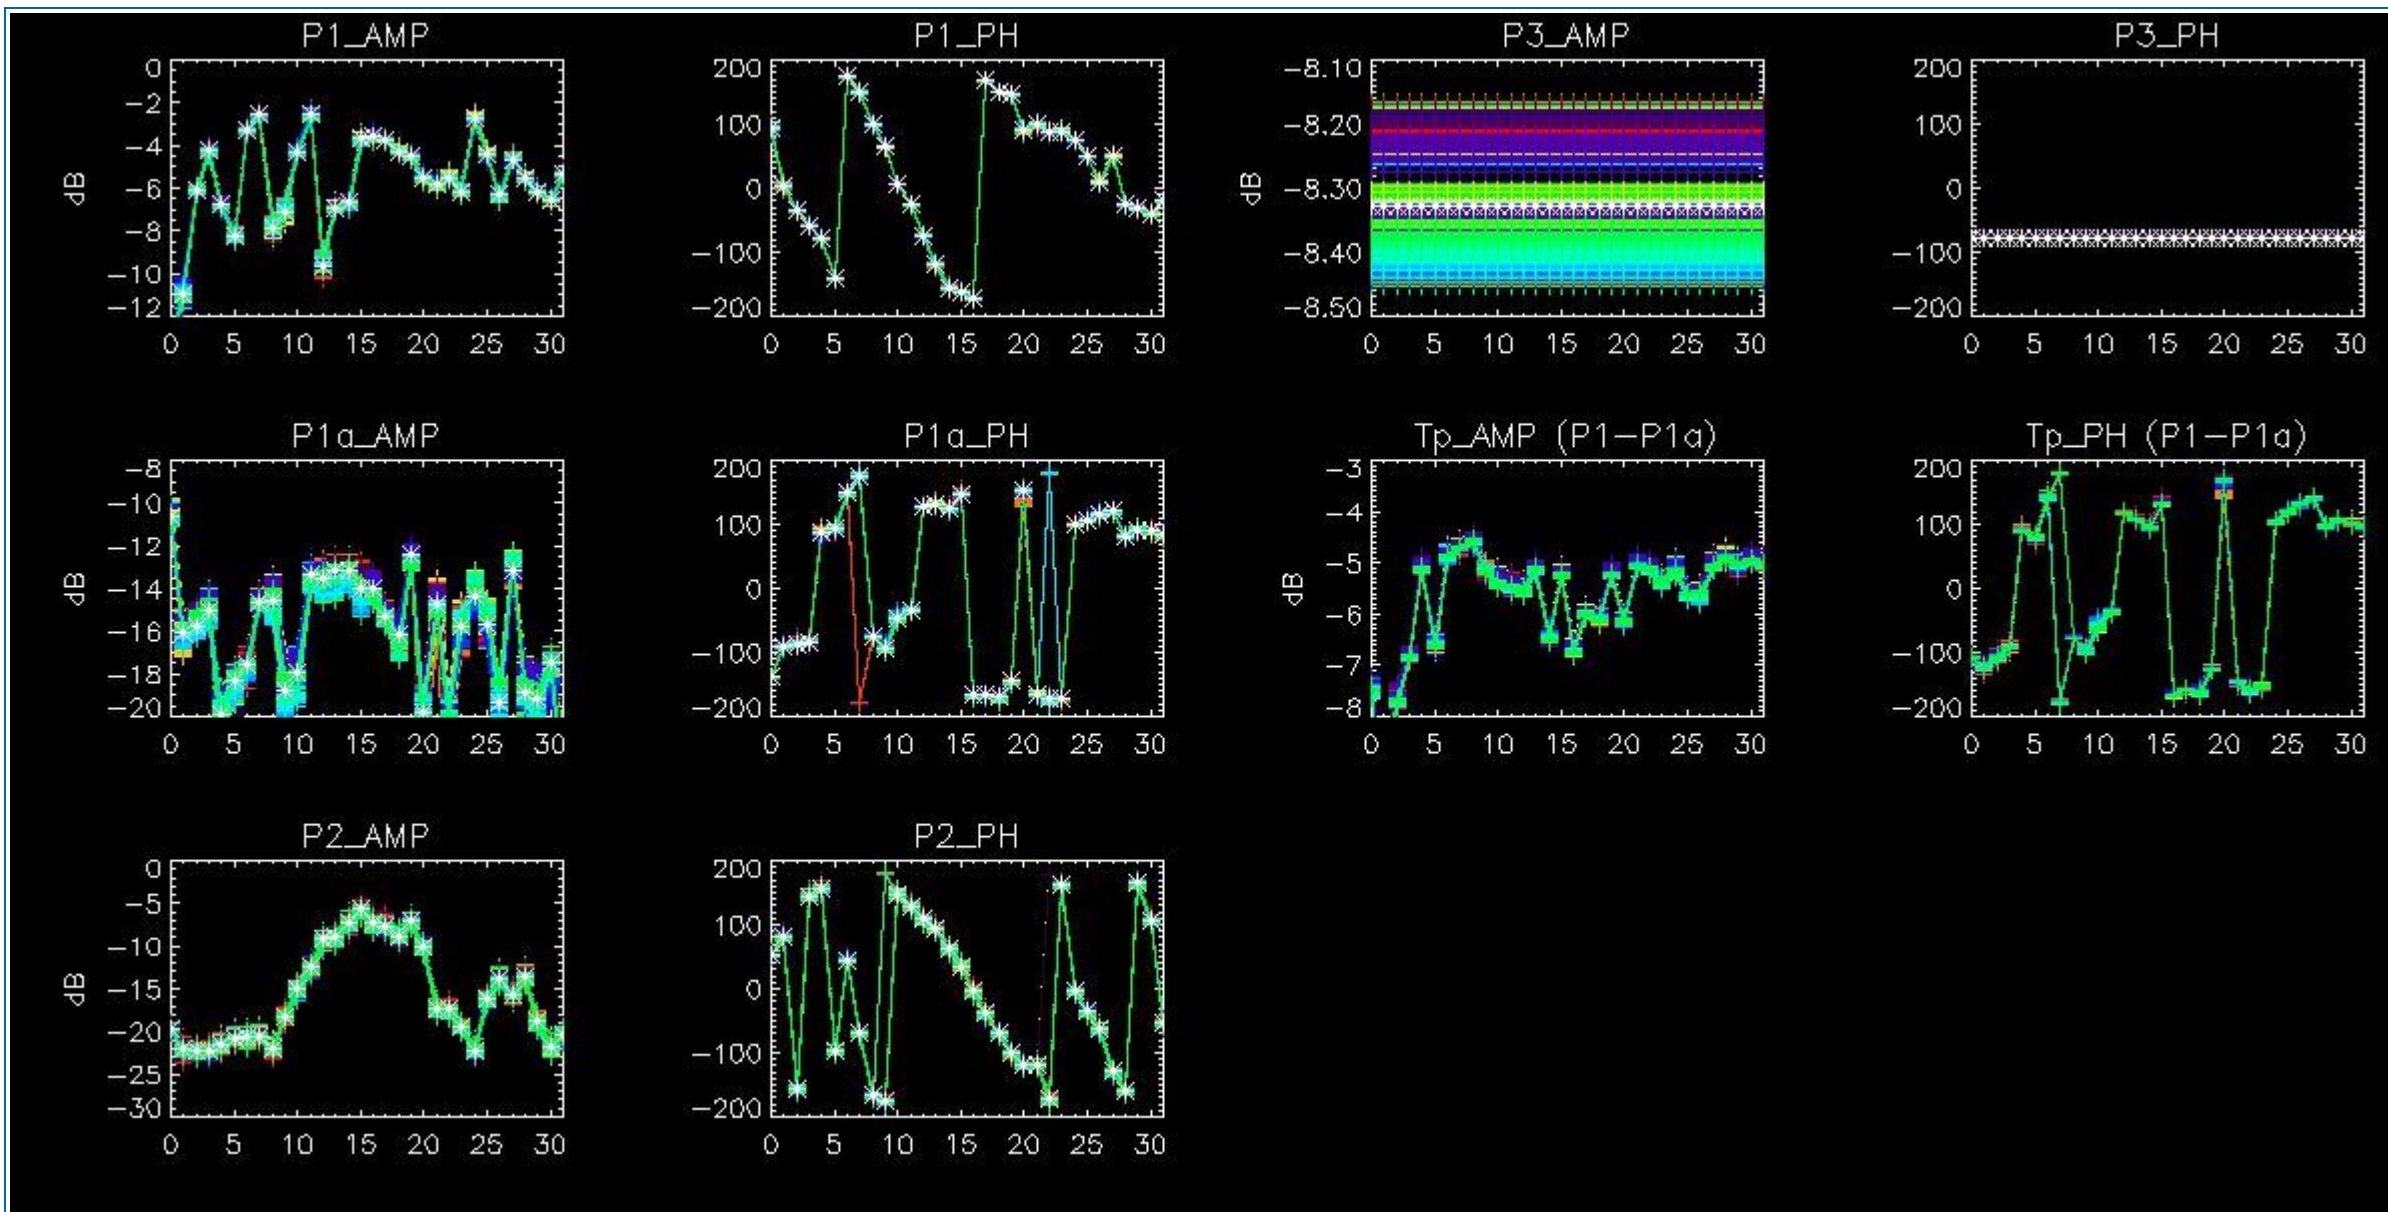 P1_AMP
P1_PH
P3_AMP
P3_PH
0
−2
−4
−6
−8
−10
−12
dB
0 5 10 15 20 25 30
200
100
0
−100
−200
0 5 10 15 20 25 30
−8.10
−8.20
−8.30
−8.40
−8.50
dB
0 5 10 15 20 25 30
200
100
0
−100
−200
0 5 10 15 20 25 30
P1a_AMP
P1a_PH
Tp_AMP (P1−P1a)
Tp_PH (P1−P1a)
−8
−10
−12
−14
−16
−18
−20
dB
0 5 10 15 20 25 30
200
100
0
−100
−200
0 5 10 15 20 25 30
−3
−4
−5
−6
−7
−8
dB
0 5 10 15 20 25 30
200
100
0
−100
−200
0 5 10 15 20 25 30
P2_AMP
P2_PH
0
−5
−10
−15
−20
−25
−30
dB
0 5 10 15 20 25 30
200
100
0
−100
−200
0 5 10 15 20 25 30